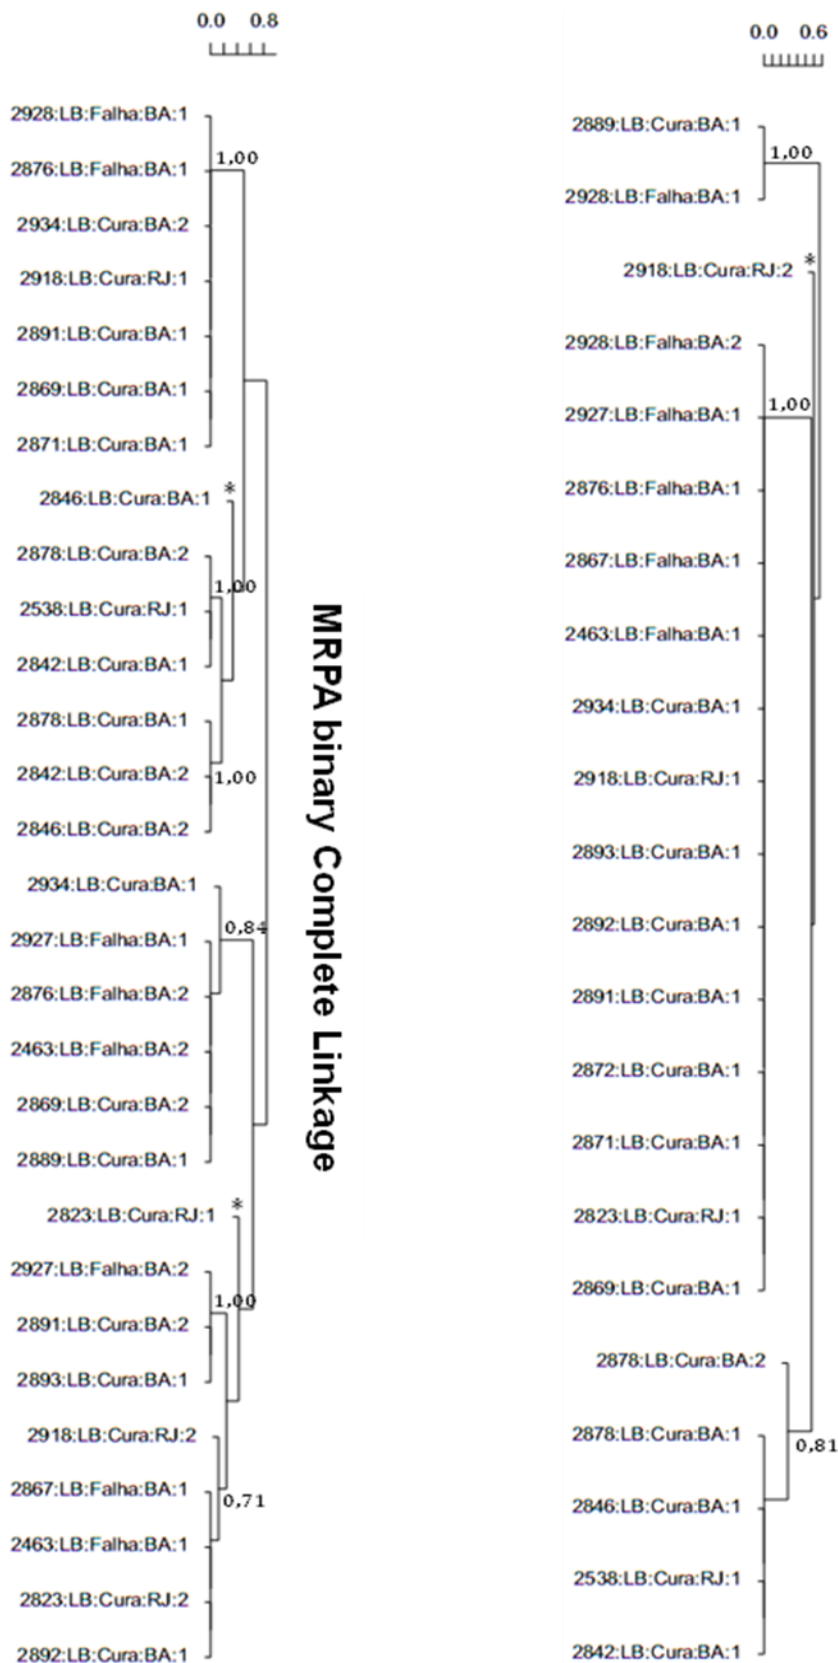 0.0 0.8
2928:LB:Falha:BA:1
1,00
2876:LB:Falha:BA:1
2934:LB:Cura:BA:2
2918:LB:Cura:RJ:1
2891:LB:Cura:BA:1
2869:LB:Cura:BA:1
2871:LB:Cura:BA:1
*
2846:LB:Cura:BA:1
2878:LB:Cura:BA:2
1,00
2538:LB:Cura:RJ:1
2842:LB:Cura:BA:1
2878:LB:Cura:BA:1
2842:LB:Cura:BA:2
1,00
2846:LB:Cura:BA:2
2934:LB:Cura:BA:1
0,84
2927:LB:Falha:BA:1
2876:LB:Falha:BA:2
2463:LB:Falha:BA:2
2869:LB:Cura:BA:2
2889:LB:Cura:BA:1
*
2823:LB:Cura:RJ:1
2927:LB:Falha:BA:2
1,00
2891:LB:Cura:BA:2
2893:LB:Cura:BA:1
2918:LB:Cura:RJ:2
2867:LB:Falha:BA:1
0,71
2463:LB:Falha:BA:1
2823:LB:Cura:RJ:2
2892:LB:Cura:BA:1
MRPA binary Complete Linkage
0.0 0.6
2889:LB:Cura:BA:1
1,00
2928:LB:Falha:BA:1
*
2918:LB:Cura:RJ:2
2928:LB:Falha:BA:2
1,00
2927:LB:Falha:BA:1
2876:LB:Falha:BA:1
2867:LB:Falha:BA:1
2463:LB:Falha:BA:1
2934:LB:Cura:BA:1
2918:LB:Cura:RJ:1
2893:LB:Cura:BA:1
2892:LB:Cura:BA:1
2891:LB:Cura:BA:1
2872:LB:Cura:BA:1
2871:LB:Cura:BA:1
2823:LB:Cura:RJ:1
2869:LB:Cura:BA:1
2878:LB:Cura:BA:2
2878:LB:Cura:BA:1
0,81
2846:LB:Cura:BA:1
2538:LB:Cura:RJ:1
2842:LB:Cura:BA:1